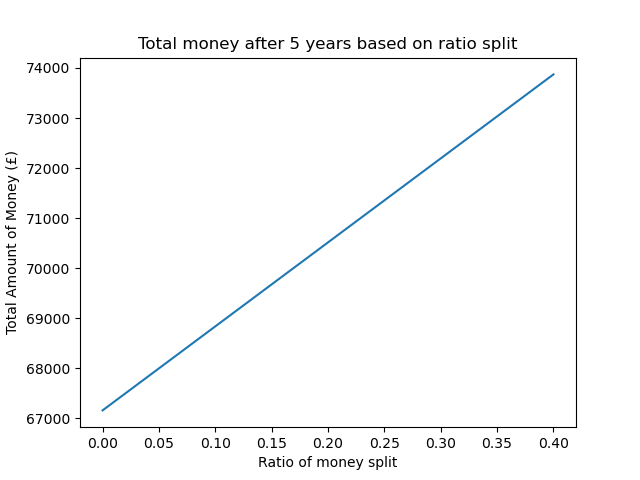 Total money after 5 years based on ratio split
Total Amount of Money (£)
74000
73000
72000
71000
70000
69000
68000
67000
0.00 0.05 0.10 0.15 0.20 0.25 0.30 0.35 0.40
Ratio of money split